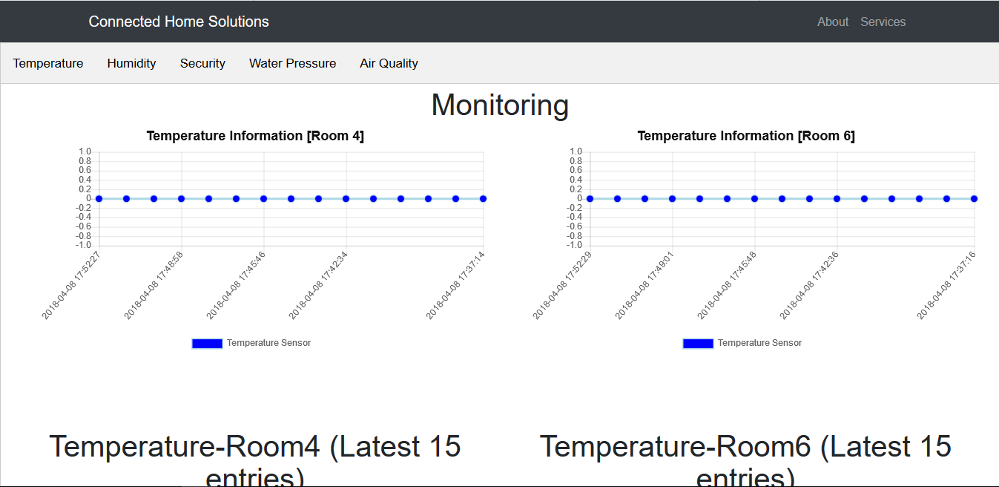 Connected Home Solutions
About Services
Temperature Humidity Security Water Pressure Air Quality
Monitoring
Temperature Information [Room 4]
1.0
0.8
0.6
0.4
0.2
0
-0.2
-0.4
-0.6
-0.8
-1.0
2018-04-08 17:52:27
2018-04-08 17:48:58
2018-04-08 17:45:46
2018-04-08 17:42:34
2018-04-08 17:37:14
Temperature Sensor
Temperature Information [Room 6]
1.0
0.8
0.6
0.4
0.2
0
-0.2
-0.4
-0.6
-0.8
-1.0
2018-04-08 17:52:29
2018-04-08 17:49:01
2018-04-08 17:45:48
2018-04-08 17:42:36
2018-04-08 17:37:16
Temperature Sensor
Temperature-Room4 (Latest 15
entries)
Temperature-Room6 (Latest 15
entries)